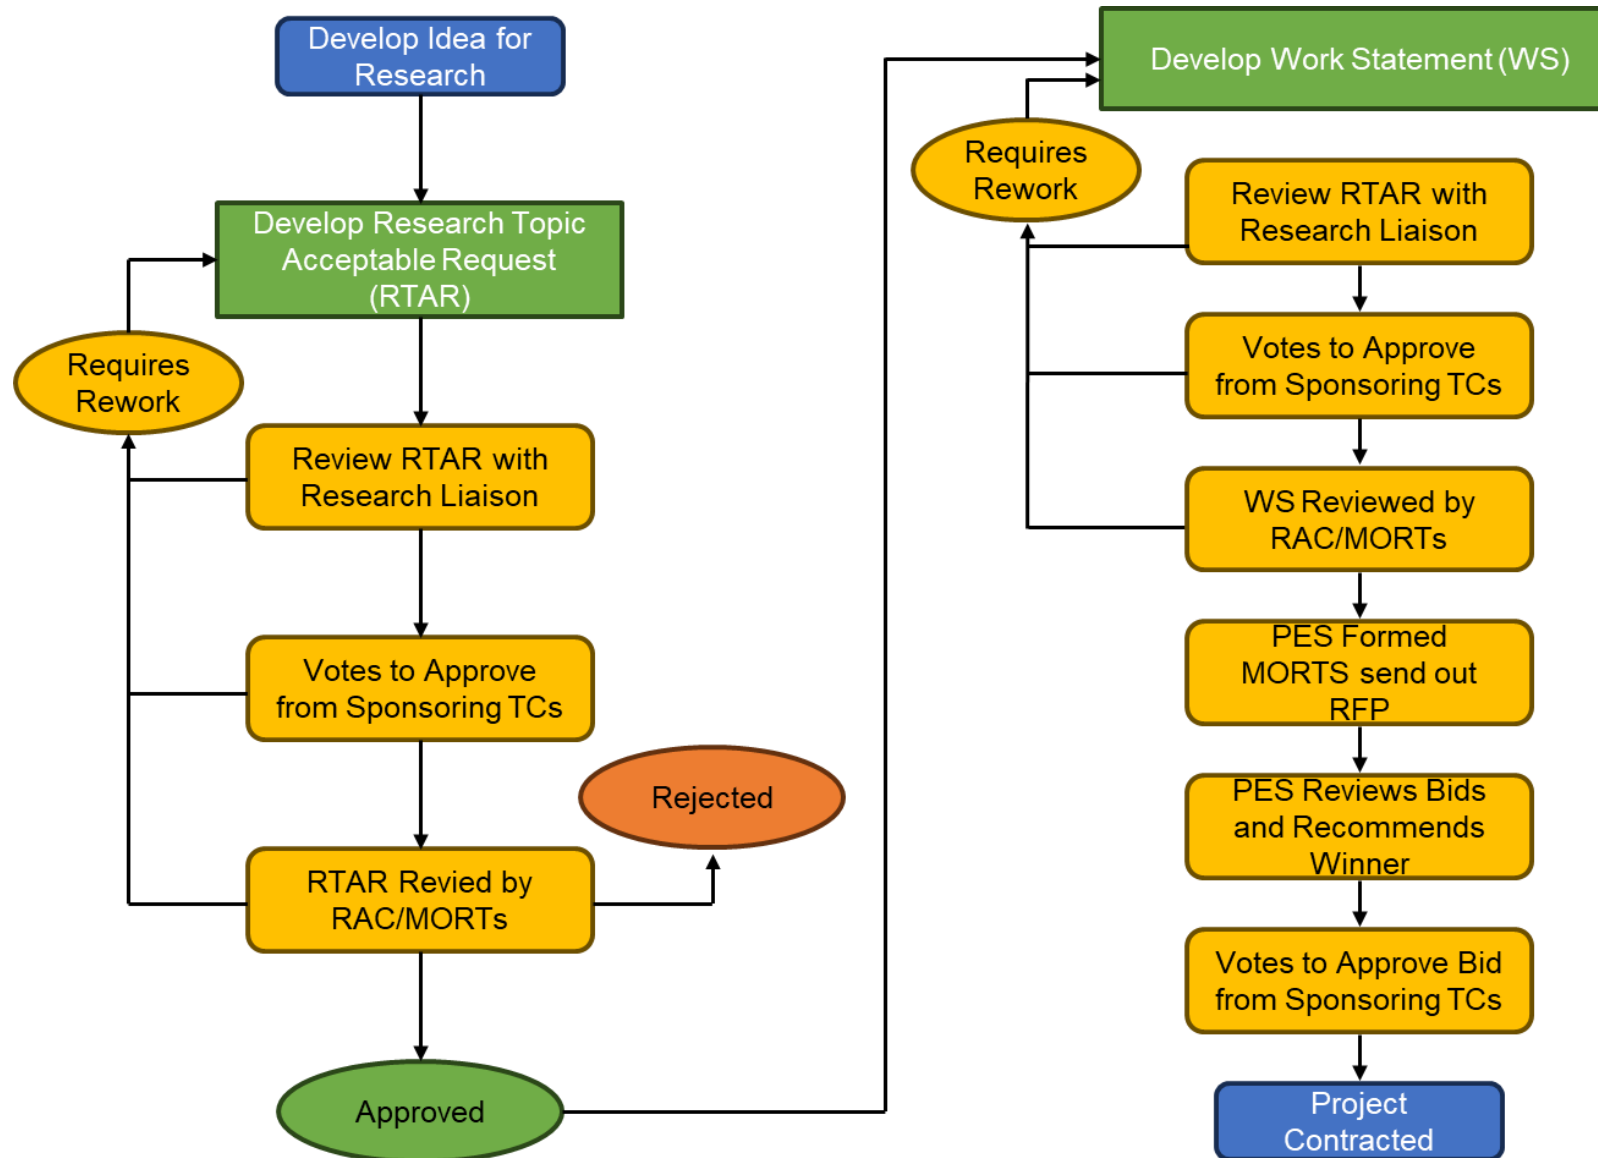 Develop Idea for
Research
Develop Research Topic
Acceptable Request
(RTAR)
Requires
Rework
Review RTAR with
Research Liaison
Votes to Approve
from Sponsoring TCs
Rejected
RTAR Revied by
RAC/MORTs
Approved
Develop Work Statement (WS)
Requires
Rework
Review RTAR with
Research Liaison
Votes to Approve
from Sponsoring TCs
WS Reviewed by
RAC/MORTs
PES Formed
MORTS send out
RFP
PES Reviews Bids
and Recommends
Winner
Votes to Approve Bid
from Sponsoring TCs
Project
Contracted